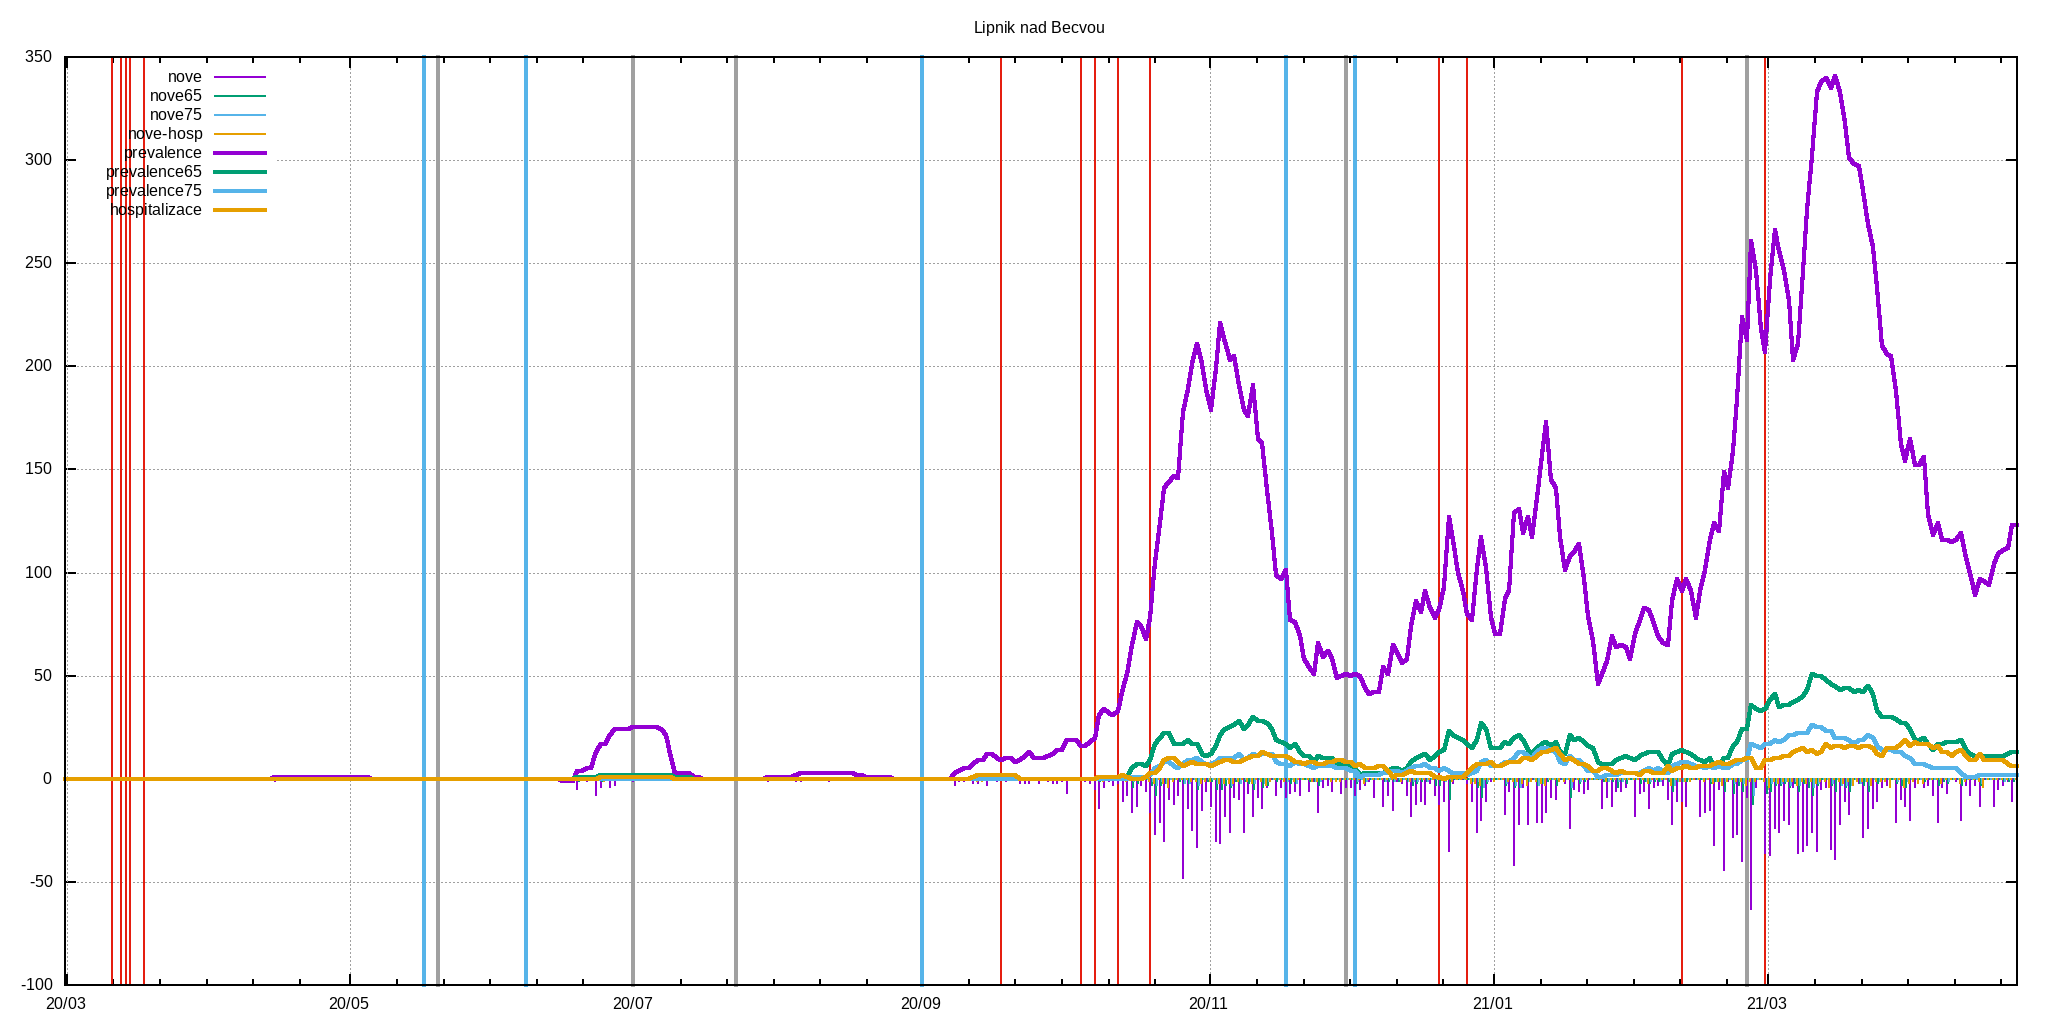 Lipnik nad Becvou
350
300
250
200
150
100
50
0
-50
-100
nove
nove65
nove75
nove-hosp
prevalence
prevalence65
prevalence75
hospitalizace
20/03 20/05 20/07 20/09 20/11 21/01 21/03